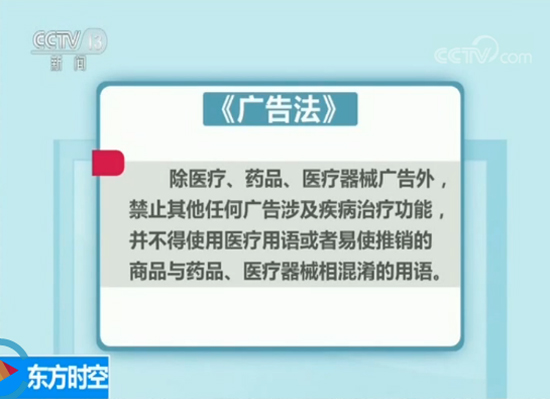 CCTV 13
新闻
CCTV.com
《广告法》
除医疗、药品、医疗器械广告外，
禁止其他任何广告涉及疾病治疗功能，
并不得使用医疗用语或者易使推销的
商品与药品、医疗器械相混淆的用语。
东方时空